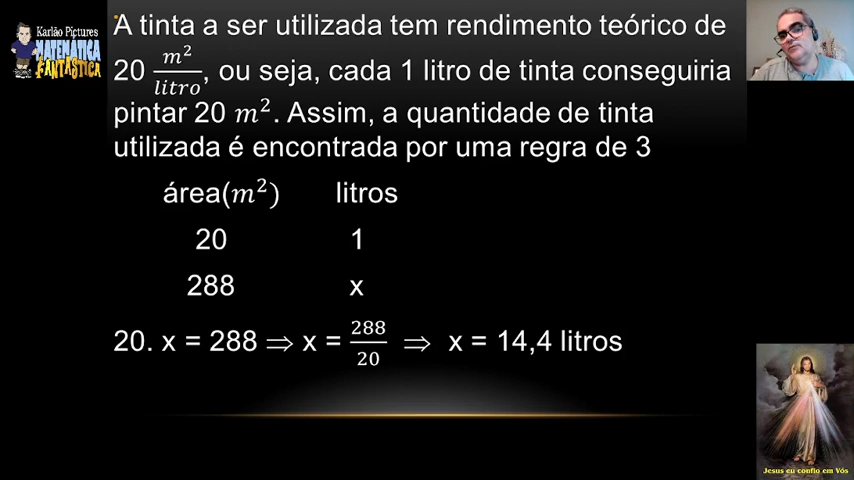 Karlão Pictures
MATEMÁTICA
FANTÁSTICA
A tinta a ser utilizada tem rendimento teórico de
20 m²/litro, ou seja, cada 1 litro de tinta conseguiria
pintar 20 m². Assim, a quantidade de tinta
utilizada é encontrada por uma regra de 3
área(m²) litros
20 1
288 x
20. x = 288 ⇒ x = 288/20 ⇒ x = 14,4 litros
Jesus eu confio em Vós